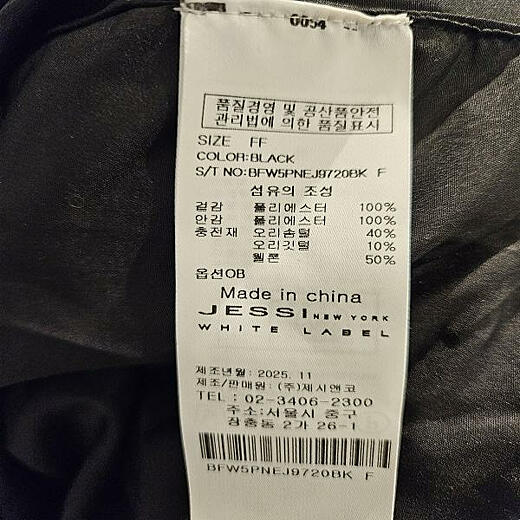 0054
품질경영 및 공산품안전
관리법에 의한 품질표시
SIZE FF
COLOR:BLACK
S/T NO:BFW5PNEJ9720BK F
섬유의 조성
겉감 폴리에스터 100%
안감 폴리에스터 100%
충전재 오리솜털 40%
오리깃털 10%
웰론 50%
옵션OB
Made in china
JESSI NEW YORK
WHITE LABEL
제조년월: 2025. 11
제조/판매원: (주)제시앤코
TEL: 02-3406-2300
주소:서울시 중구
장충동 2가 26-1
BFW5PNEJ9720BK F